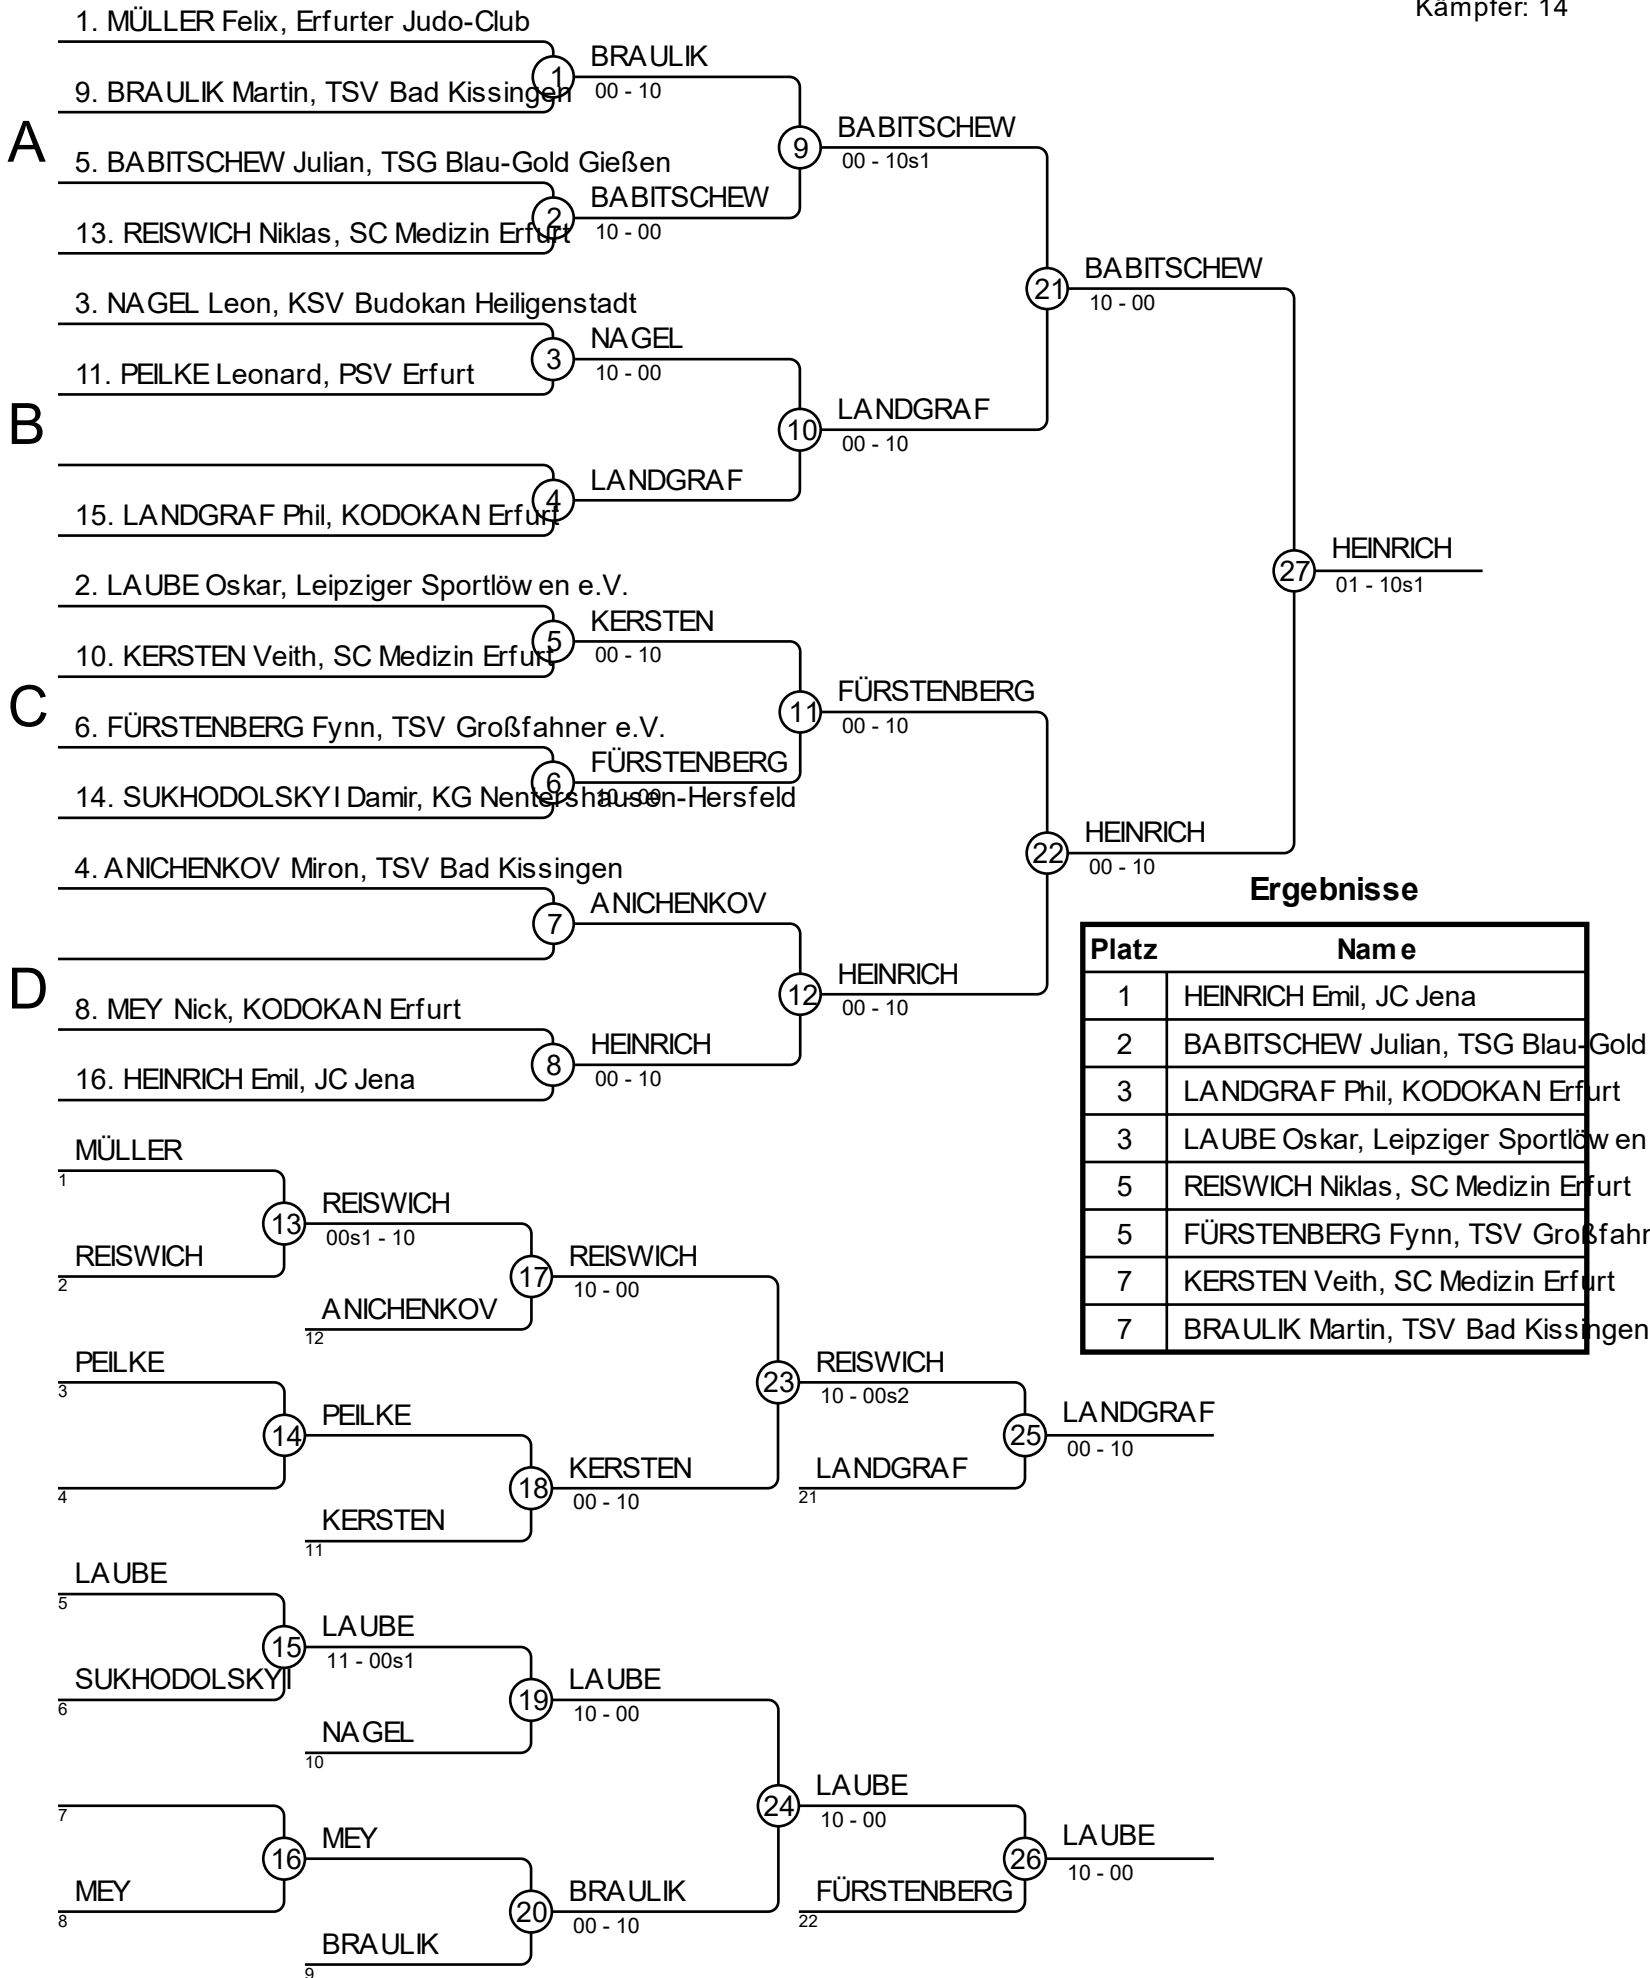 Kämpfer: 14
1. MÜLLER Felix, Erfurter Judo-Club
1
BRAULIK
00 - 10
9. BRAULIK Martin, TSV Bad Kissingen
A
9
BABITSCHEW
00 - 10s1
5. BABITSCHEW Julian, TSG Blau-Gold Gießen
2
BABITSCHEW
10 - 00
13. REISWICH Niklas, SC Medizin Erfurt
21
BABITSCHEW
10 - 00
3. NAGEL Leon, KSV Budokan Heiligenstadt
3
NAGEL
10 - 00
11. PEILKE Leonard, PSV Erfurt
B
10
LANDGRAF
00 - 10
4
LANDGRAF
15. LANDGRAF Phil, KODOKAN Erfurt
27
HEINRICH
01 - 10s1
2. LAUBE Oskar, Leipziger Sportlöwen e.V.
5
KERSTEN
00 - 10
10. KERSTEN Veith, SC Medizin Erfurt
C
11
FÜRSTENBERG
00 - 10
6. FÜRSTENBERG Fynn, TSV Großfahner e.V.
6
FÜRSTENBERG
10 - 00
14. SUKHODOLSKYI Damir, KG Nentershausen-Hersfeld
22
HEINRICH
00 - 10
4. ANICHENKOV Miron, TSV Bad Kissingen
7
ANICHENKOV
D
12
HEINRICH
00 - 10
8. MEY Nick, KODOKAN Erfurt
8
HEINRICH
00 - 10
16. HEINRICH Emil, JC Jena
Ergebnisse
Platz Name
1 HEINRICH Emil, JC Jena
2 BABITSCHEW Julian, TSG Blau-Gold
3 LANDGRAF Phil, KODOKAN Erfurt
3 LAUBE Oskar, Leipziger Sportlöwen
5 REISWICH Niklas, SC Medizin Erfurt
5 FÜRSTENBERG Fynn, TSV Großfahn
7 KERSTEN Veith, SC Medizin Erfurt
7 BRAULIK Martin, TSV Bad Kissingen
MÜLLER
1
13
REISWICH
00s1 - 10
REISWICH
2
17
REISWICH
10 - 00
ANICHENKOV
12
PEILKE
3
23
REISWICH
10 - 00s2
14
PEILKE
25
LANDGRAF
00 - 10
4
18
KERSTEN
00 - 10
LANDGRAF
21
KERSTEN
11
LAUBE
5
15
LAUBE
11 - 00s1
SUKHODOLSKYI
6
19
LAUBE
10 - 00
NAGEL
10
7
24
LAUBE
10 - 00
16
MEY
26
LAUBE
10 - 00
MEY
8
20
BRAULIK
00 - 10
FÜRSTENBERG
22
BRAULIK
9